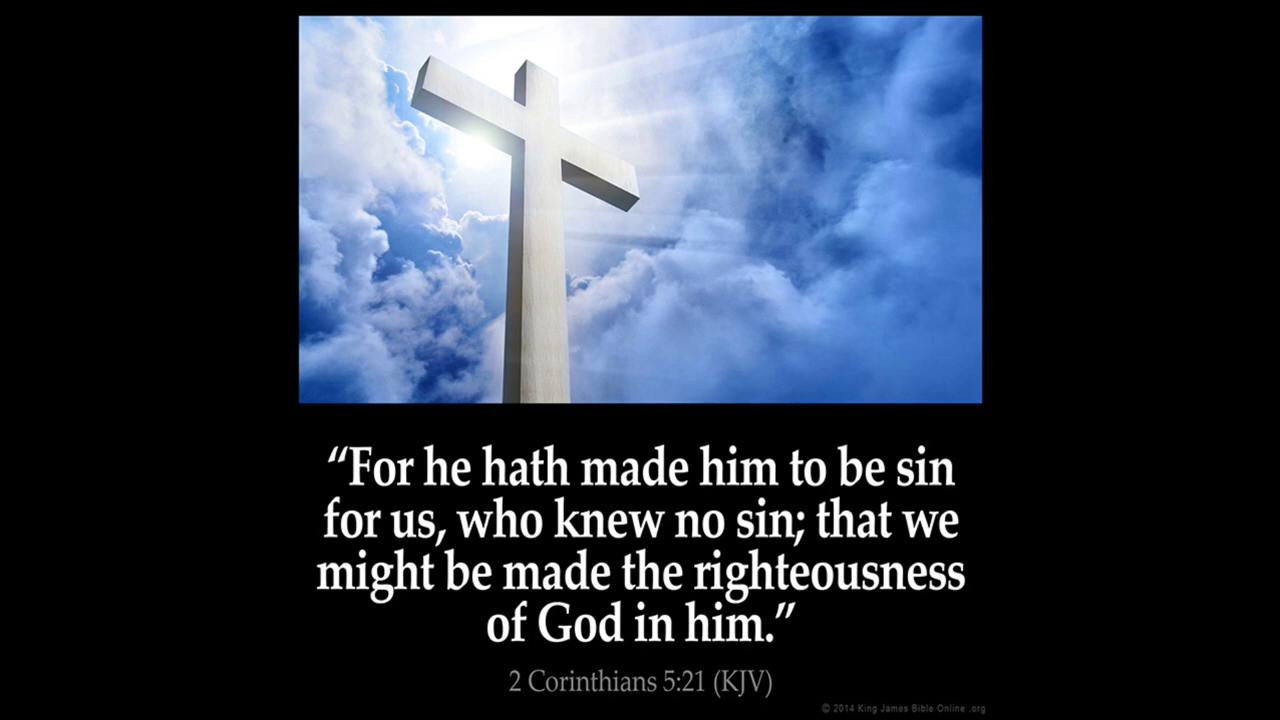 “For he hath made him to be sin
for us, who knew no sin; that we
might be made the righteousness
of God in him.”
2 Corinthians 5:21 (KJV)
© 2014 King James Bible Online .org